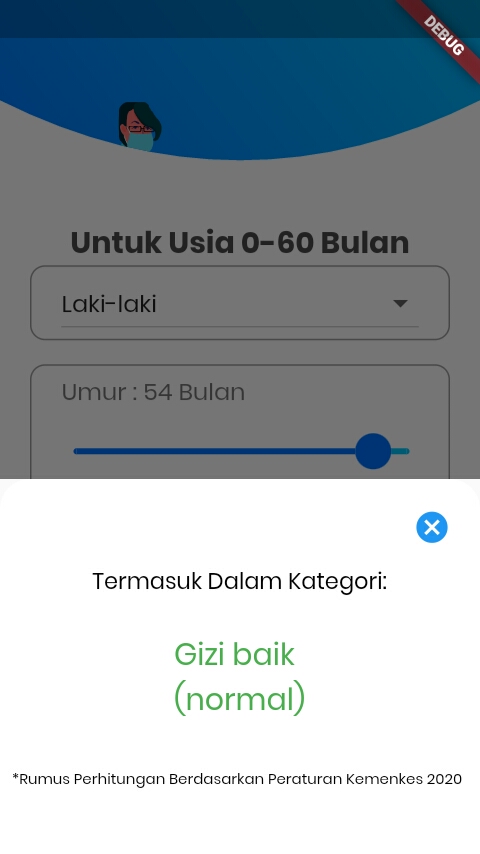 DEBUG
Untuk Usia 0-60 Bulan
Laki-laki
Umur : 54 Bulan
Termasuk Dalam Kategori:
Gizi baik
(normal)
*Rumus Perhitungan Berdasarkan Peraturan Kemenkes 2020